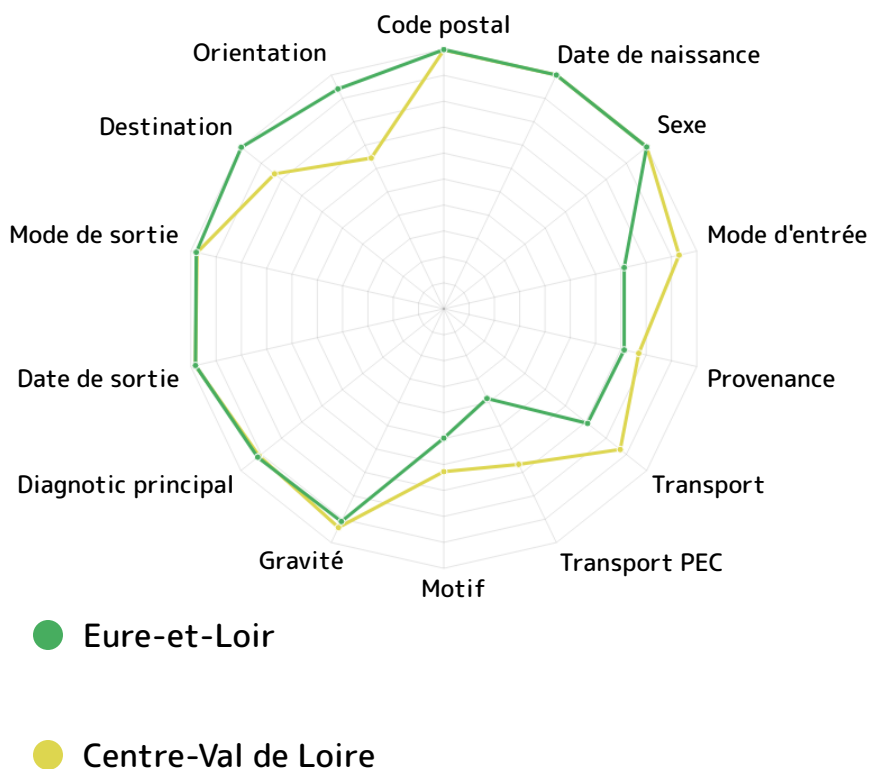 Code postal
Date de naissance
Sexe
Mode d'entrée
Provenance
Transport
Transport PEC
Motif
Gravité
Diagnotic principal
Date de sortie
Mode de sortie
Destination
Orientation
Eure-et-Loir
Centre-Val de Loire